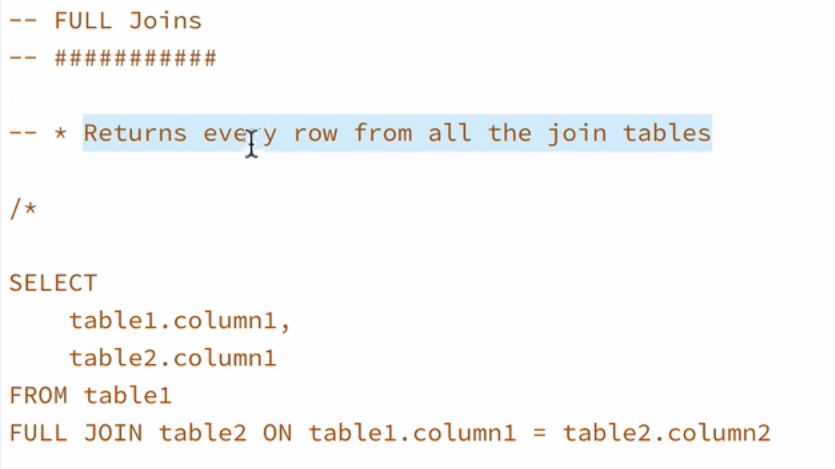 -- FULL Joins
-- ###########
-- * Returns every row from all the join tables
/*
SELECT
table1.column1,
table2.column1
FROM table1
FULL JOIN table2 ON table1.column1 = table2.column2